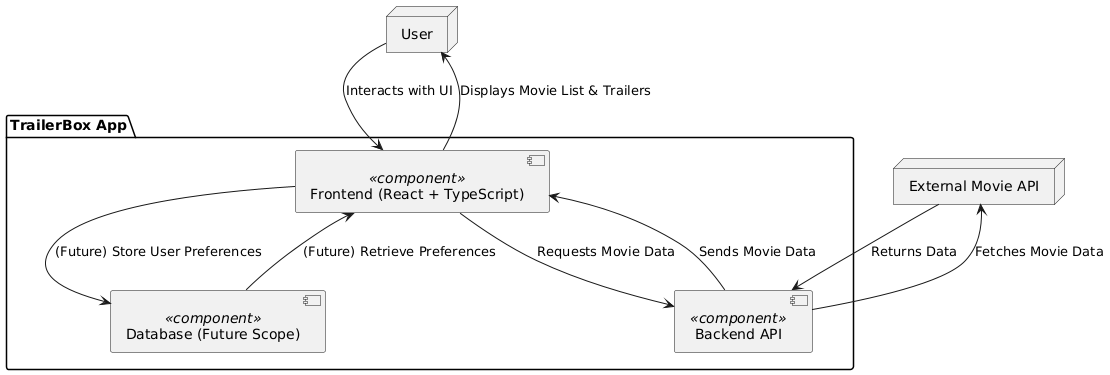 User
Interacts with UI
Displays Movie List & Trailers
TrailerBox App
«component»
Frontend (React + TypeScript)
External Movie API
(Future) Store User Preferences
(Future) Retrieve Preferences
Requests Movie Data
Sends Movie Data
Returns Data
Fetches Movie Data
«component»
Database (Future Scope)
«component»
Backend API